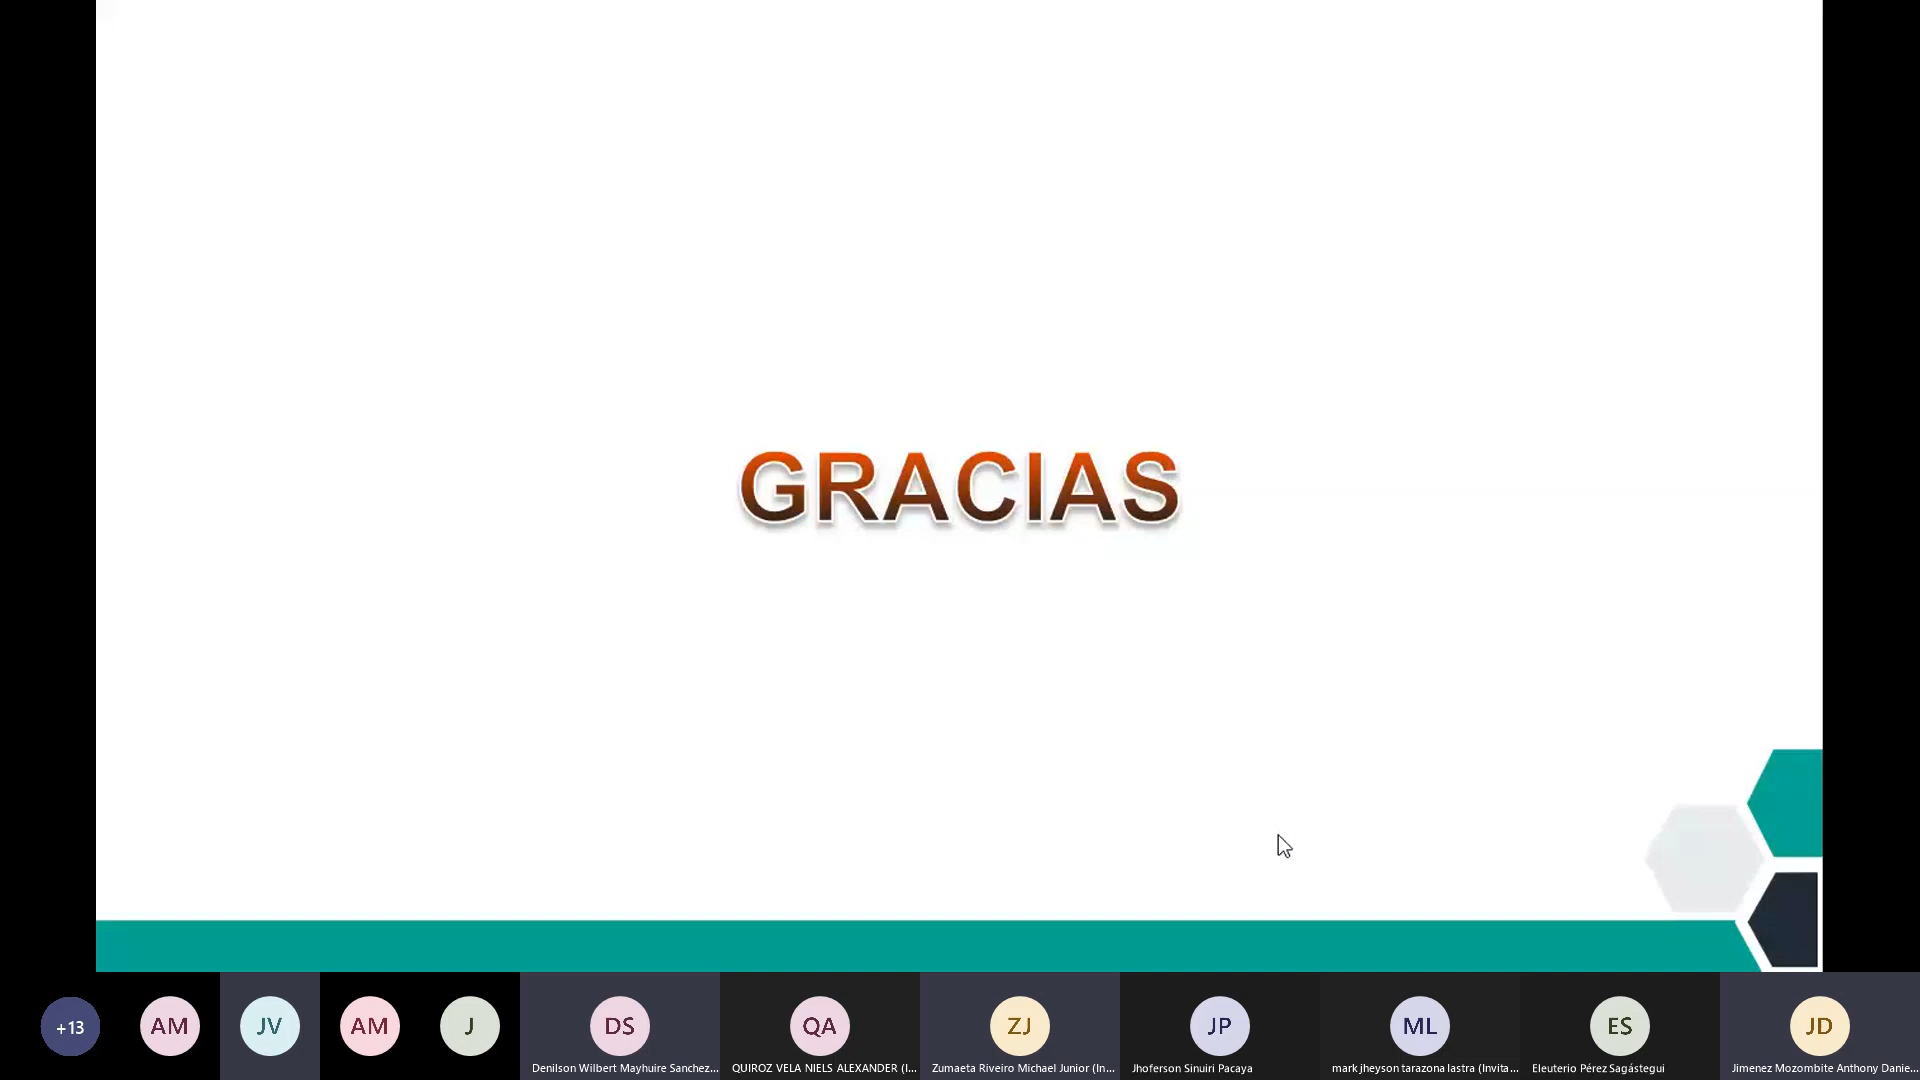 GRACIAS
+13
AM
JV
AM
J
DS
QA
ZJ
JP
ML
ES
JD
Denilson Wilbert Mayhuire Sanchez...
QUIROZ VELA NIELS ALEXANDER (I...
Zumaeta Riveiro Michael Junior (In...
Jhoferson Sinuiri Pacaya
mark jheyson tarazona lastra (Invita...
Eleuterio Pérez Sagástegui
Jimenez Mozombite Anthony Danie...